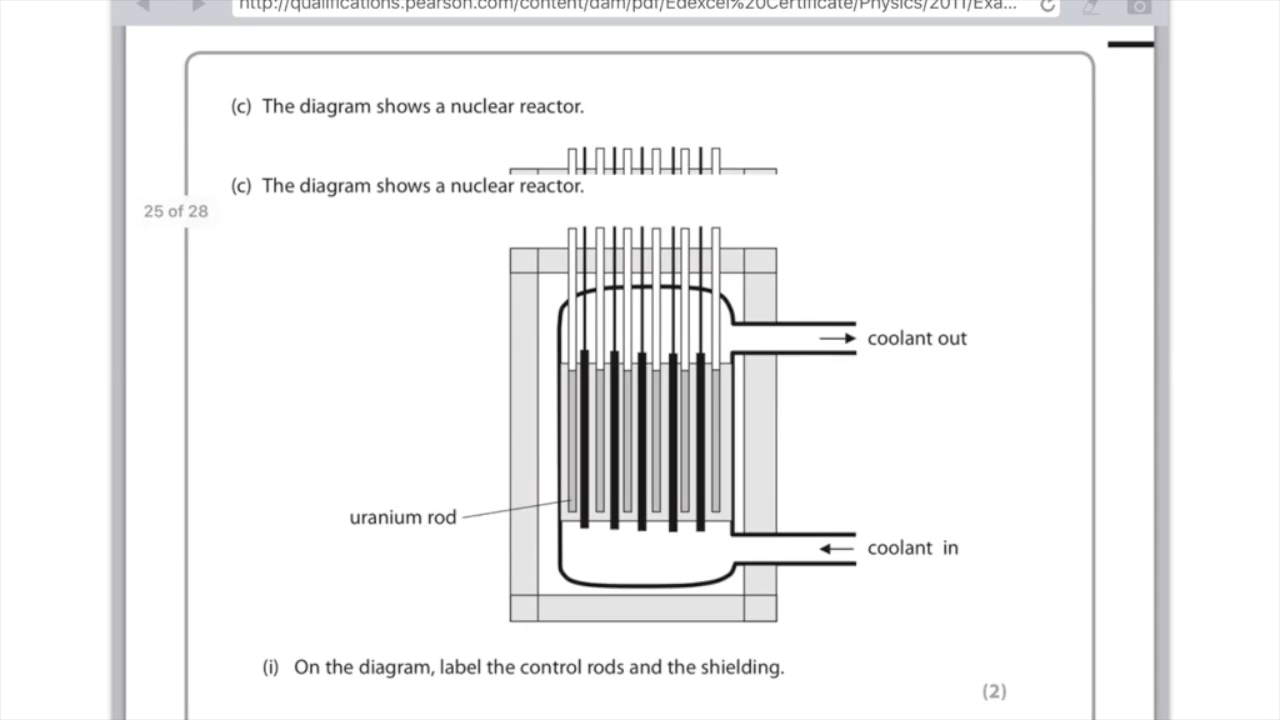 http://qualifications.pearson.com/content/dam/pdf/Edexcel%20Certificate/Physics/2011/Exa...
(c) The diagram shows a nuclear reactor.
(c) The diagram shows a nuclear reactor.
25 of 28
coolant out
uranium rod
coolant in
(i) On the diagram, label the control rods and the shielding.
(2)